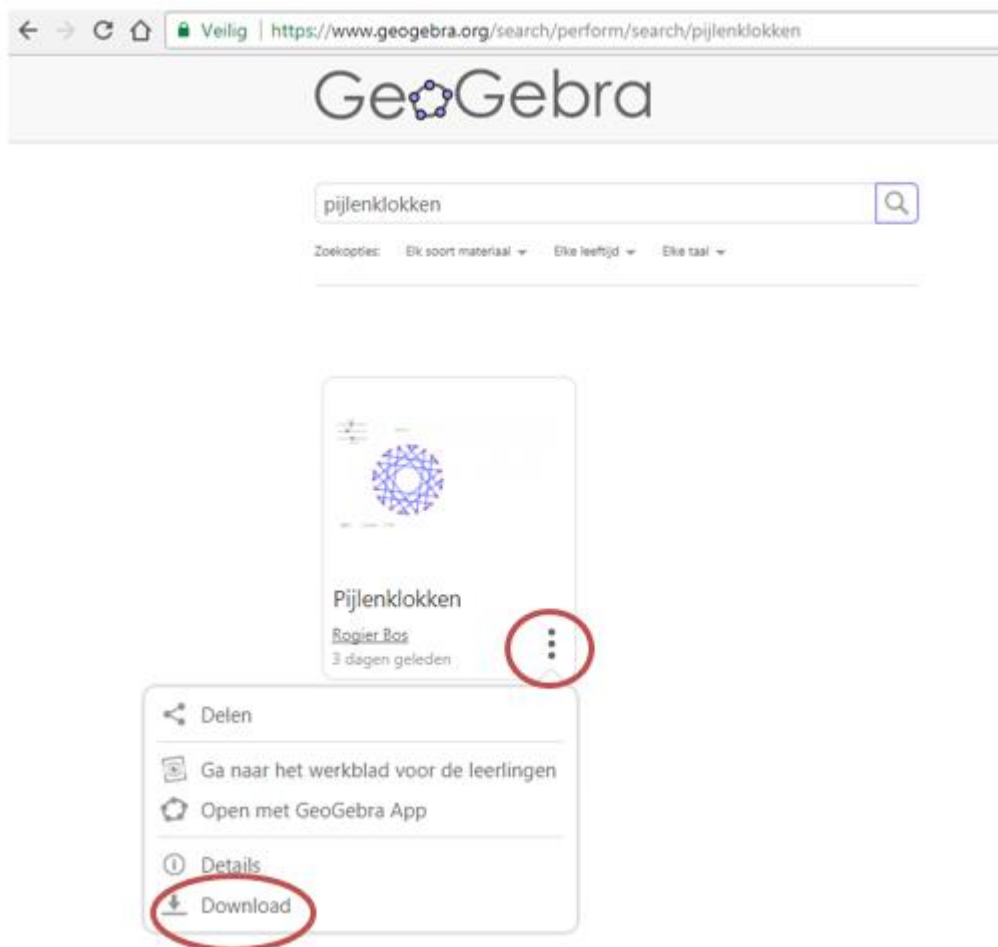 Veilig | https://www.geogebra.org/search/perform/search/pijlenklokken
GeoGebra
pijlenklokken
Zoekopties: Elk soort materiaal Elke leeftijd Elke taal
Pijlenklokken
Rogier Bos
3 dagen geleden
Delen
Ga naar het werkblad voor de leerlingen
Open met GeoGebra App
Details
Download